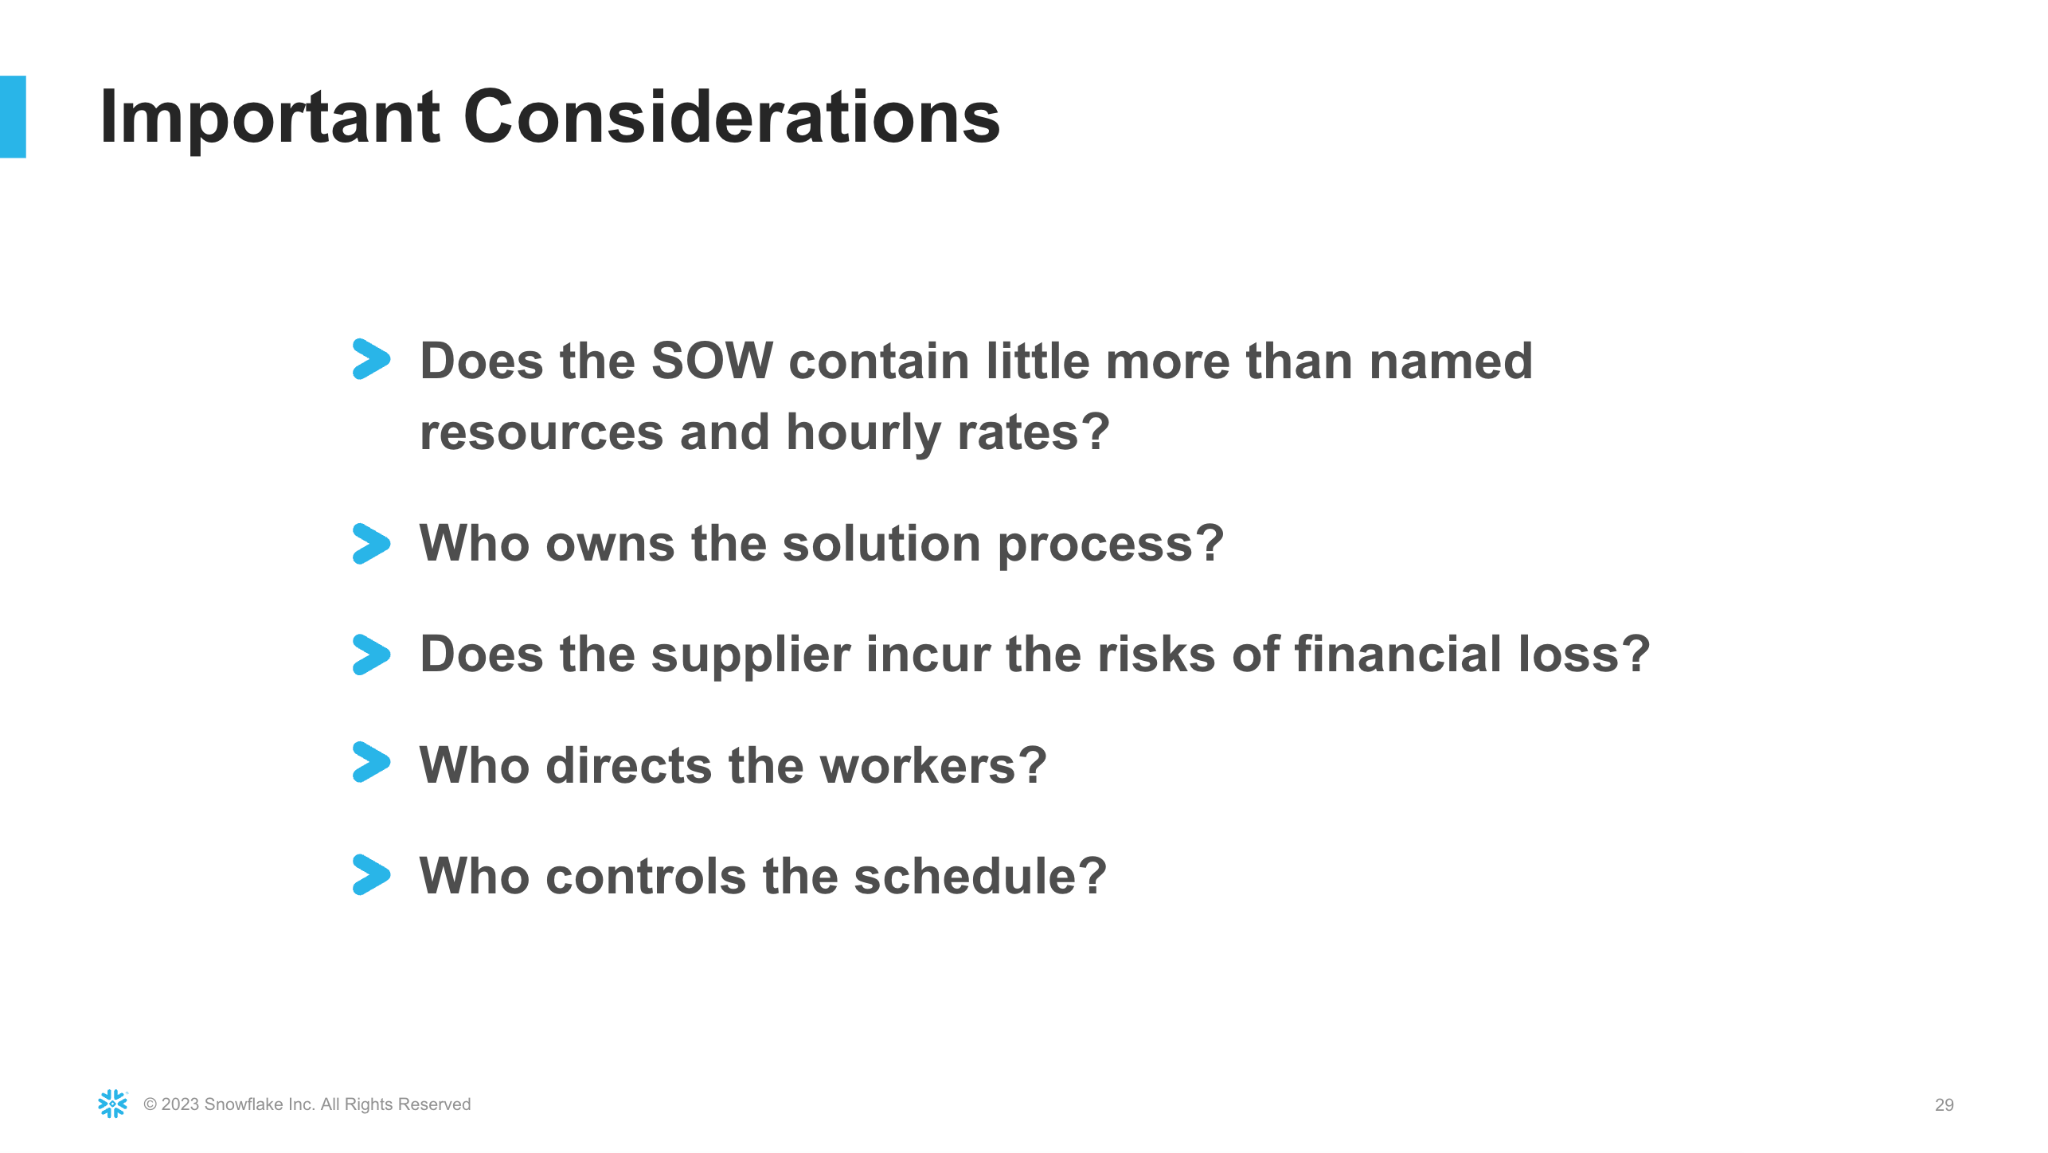 Important Considerations
Does the SOW contain little more than named
resources and hourly rates?
Who owns the solution process?
Does the supplier incur the risks of financial loss?
Who directs the workers?
Who controls the schedule?
© 2023 Snowflake Inc. All Rights Reserved
29